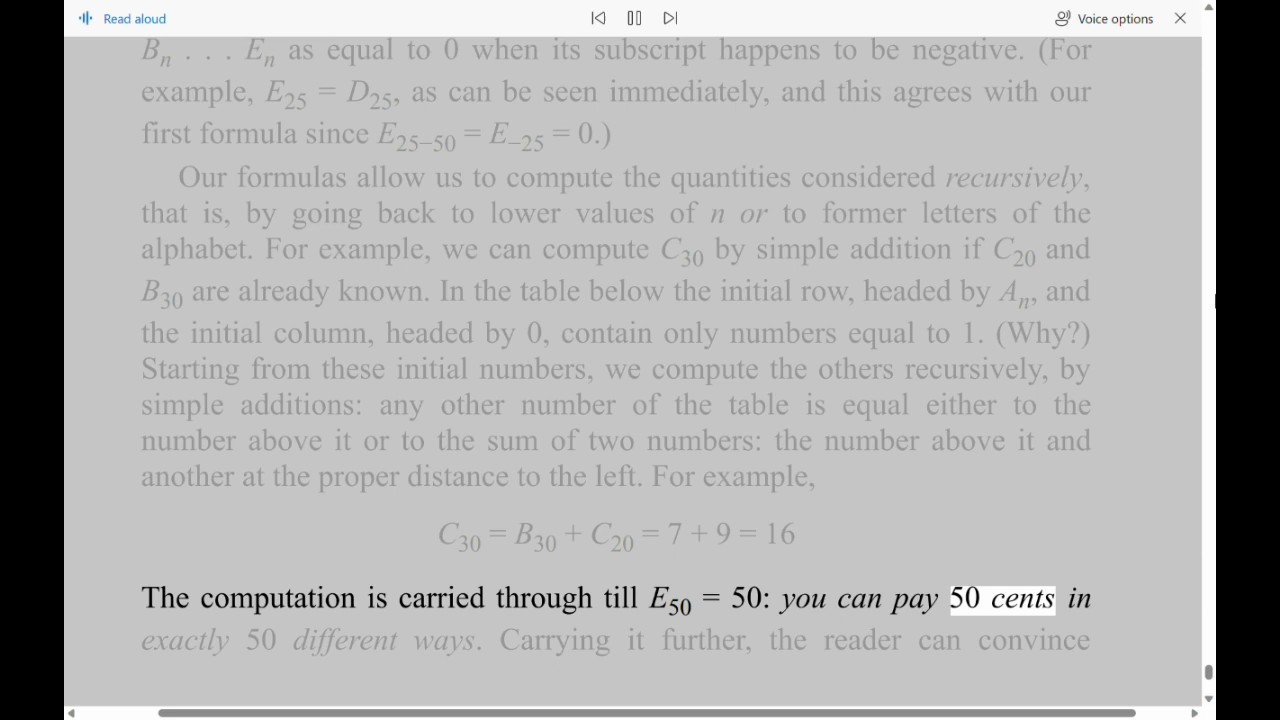 Read aloud
Voice options
Bn . . . En as equal to 0 when its subscript happens to be negative. (For
example, E25 = D25, as can be seen immediately, and this agrees with our
first formula since E25–50 = E–25 = 0.)
Our formulas allow us to compute the quantities considered recursively,
that is, by going back to lower values of n or to former letters of the
alphabet. For example, we can compute C30 by simple addition if C20 and
B30 are already known. In the table below the initial row, headed by An, and
the initial column, headed by 0, contain only numbers equal to 1. (Why?)
Starting from these initial numbers, we compute the others recursively, by
simple additions: any other number of the table is equal either to the
number above it or to the sum of two numbers: the number above it and
another at the proper distance to the left. For example,
C30 = B30 + C20 = 7 + 9 = 16
The computation is carried through till E50 = 50: you can pay 50 cents in
exactly 50 different ways. Carrying it further, the reader can convince